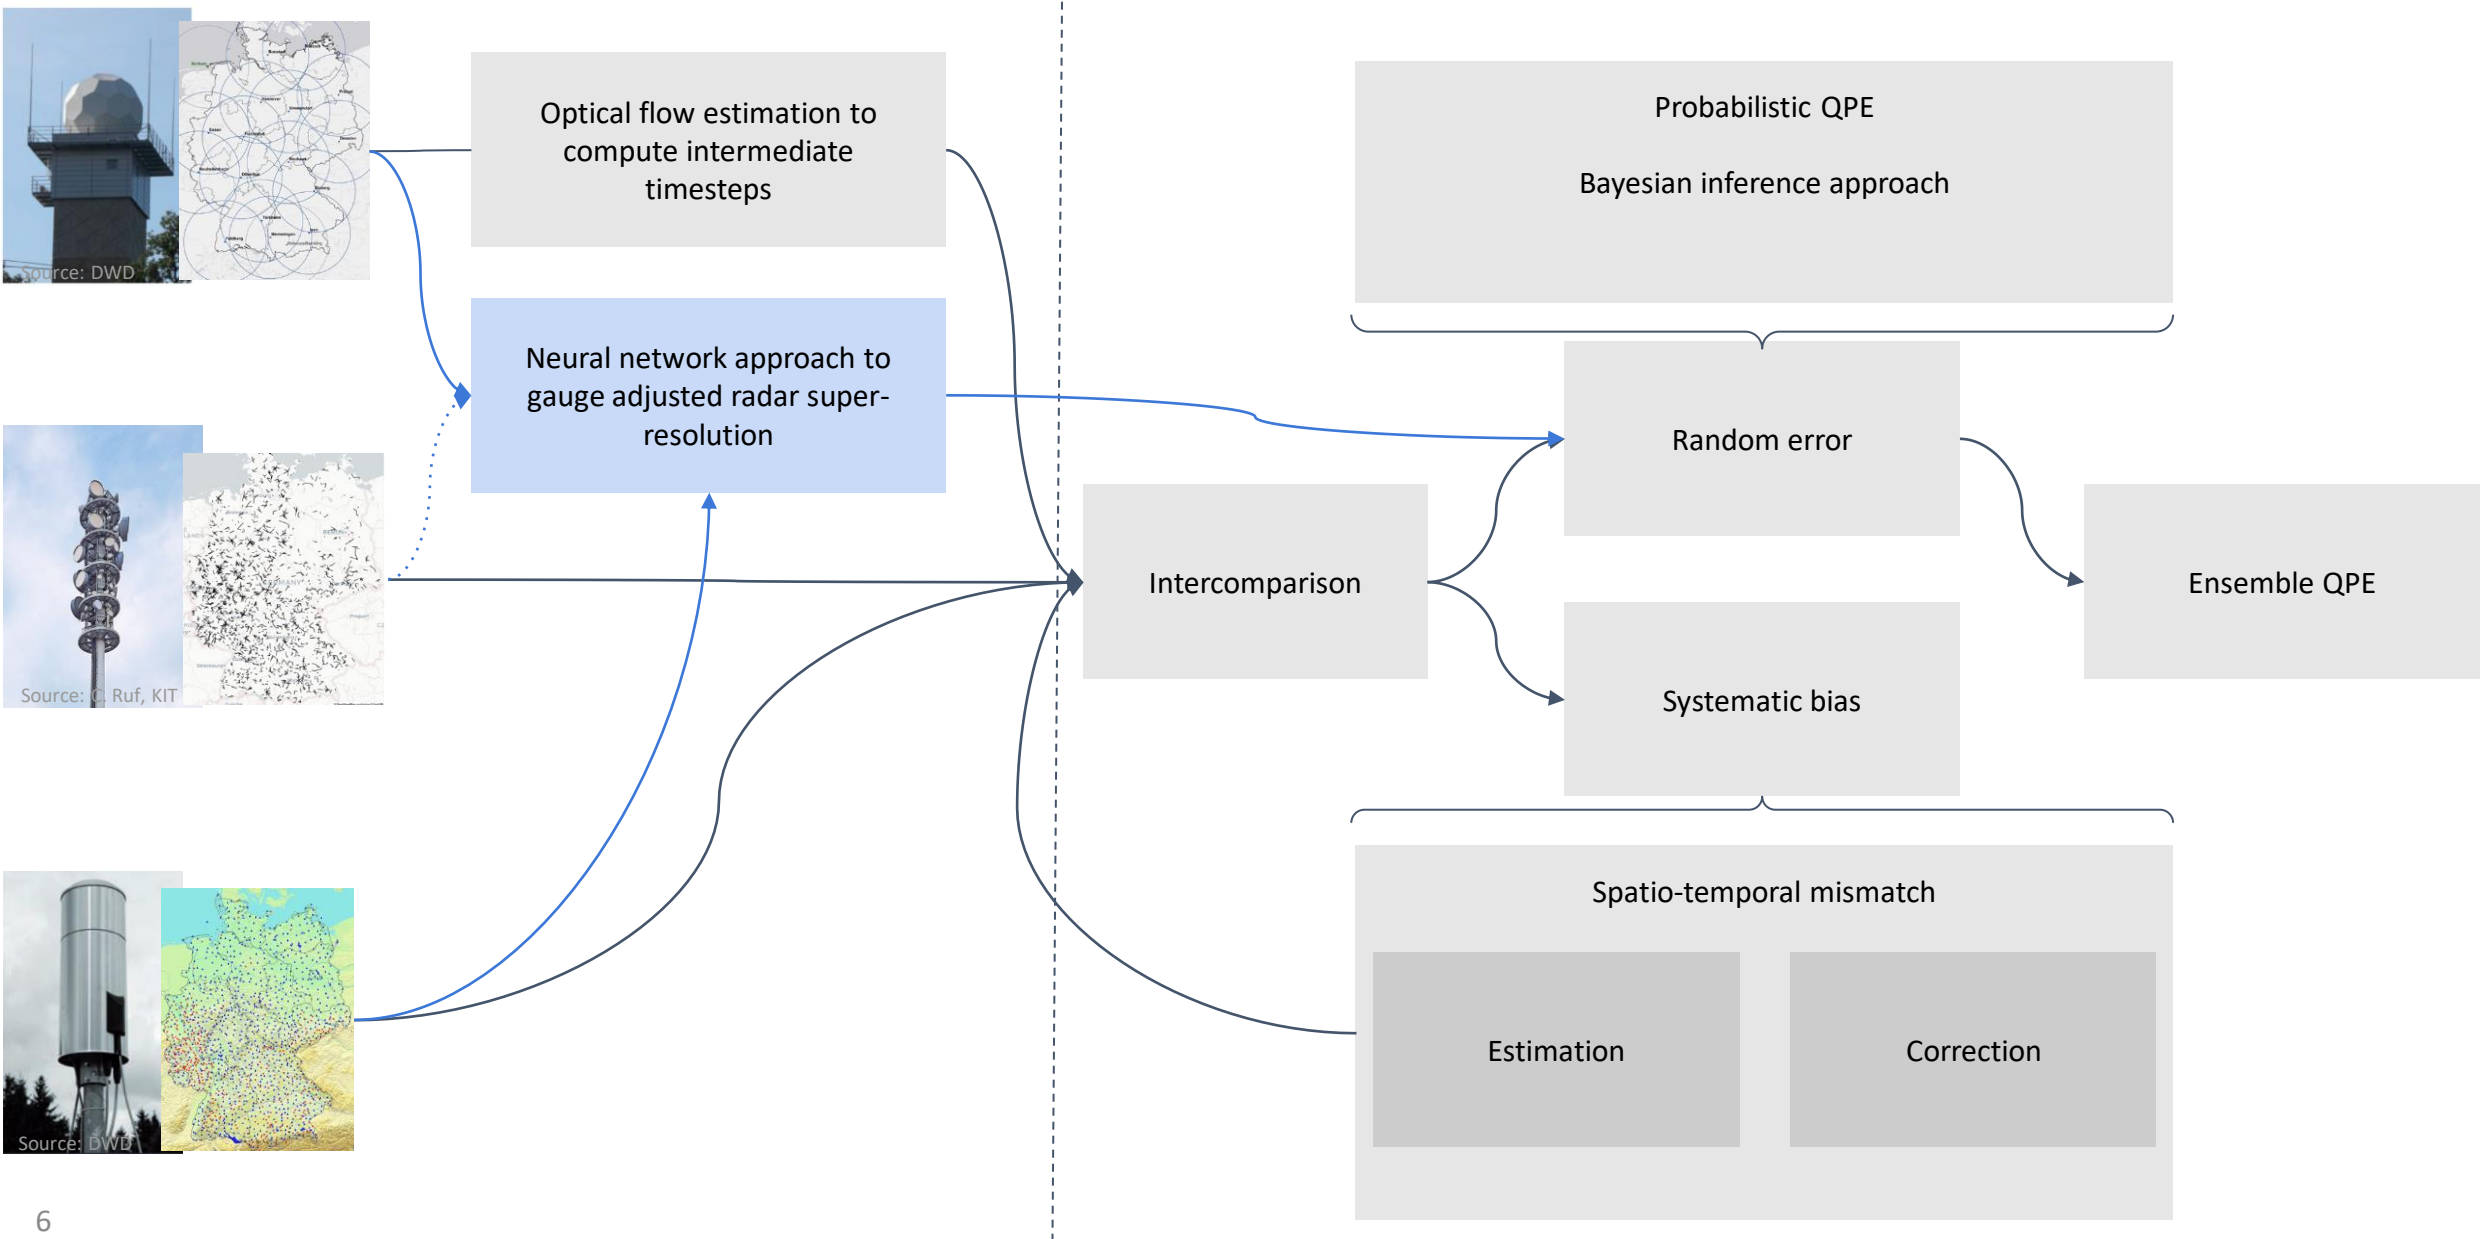 Source: DWD
Optical flow estimation to
compute intermediate
timesteps
Probabilistic QPE
Bayesian inference approach
Neural network approach to
gauge adjusted radar super-
resolution
Random error
Source: C. Ruf, KIT
Intercomparison
Ensemble QPE
Systematic bias
Spatio-temporal mismatch
Estimation
Correction
Source: DWD
6